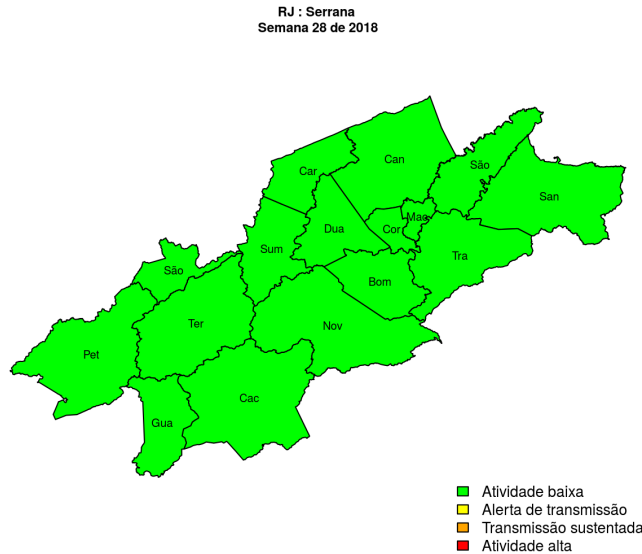 RJ : Serrana
Semana 28 de 2018
Can
São
Car
San
Mac
Dua
Cor
Sum
Tra
São
Bom
Ter
Nov
Pet
Cac
Gua
Atividade baixa
Alerta de transmissão
Transmissão sustentada
Atividade alta